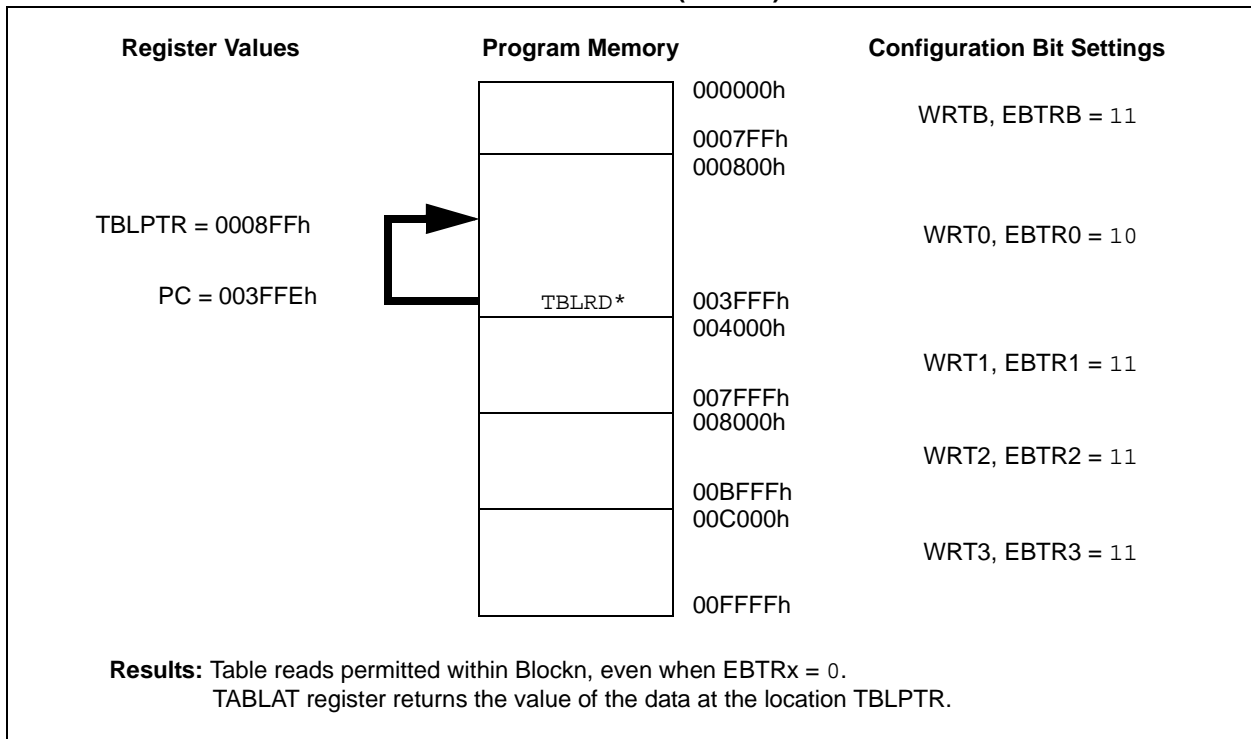 Register Values
Program Memory
Configuration Bit Settings
000000h
WRTB, EBTRB = 11
0007FFh
000800h
TBLPTR = 0008FFh
WRT0, EBTR0 = 10
PC = 003FFEh
TBLRD*
003FFFh
004000h
WRT1, EBTR1 = 11
007FFFh
008000h
WRT2, EBTR2 = 11
00BFFFh
00C000h
WRT3, EBTR3 = 11
00FFFFh
Results: Table reads permitted within Blockn, even when EBTRx = 0.
TABLAT register returns the value of the data at the location TBLPTR.